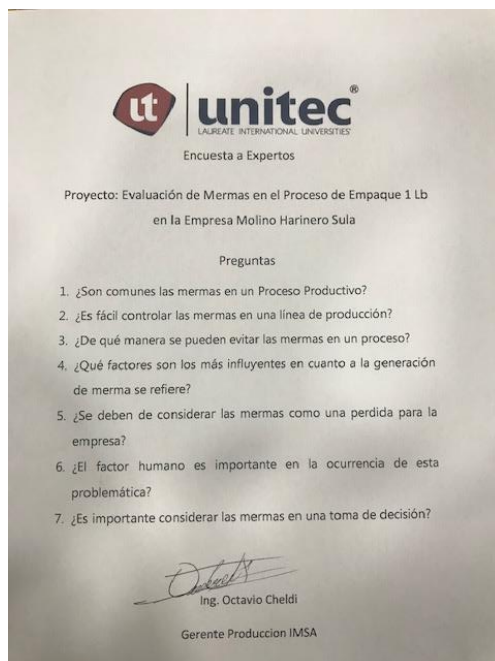 ut unitec®
LAUREATE INTERNATIONAL UNIVERSITIES
Encuesta a Expertos
Proyecto: Evaluación de Mermas en el Proceso de Empaque 1 Lb
en la Empresa Molino Harinero Sula
Preguntas
1. ¿Son comunes las mermas en un Proceso Productivo?
2. ¿Es fácil controlar las mermas en una línea de producción?
3. ¿De qué manera se pueden evitar las mermas en un proceso?
4. ¿Qué factores son los más influyentes en cuanto a la generación
de merma se refiere?
5. ¿Se deben de considerar las mermas como una perdida para la
empresa?
6. ¿El factor humano es importante en la ocurrencia de esta
problemática?
7. ¿Es importante considerar las mermas en una toma de decisión?
Ing. Octavio Cheldi
Gerente Produccion IMSA